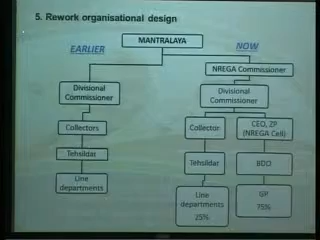 5. Rework organisational design
MANTRALAYA
EARLIER
NOW
NREGA Commissioner
Divisional
Commissioner
Divisional
Commissioner
Collectors
Collector
CEO, ZP
(NREGA Cell)
Tehsildar
Tehsildar
BDO
Line
departments
Line
departments
25%
GP
75%